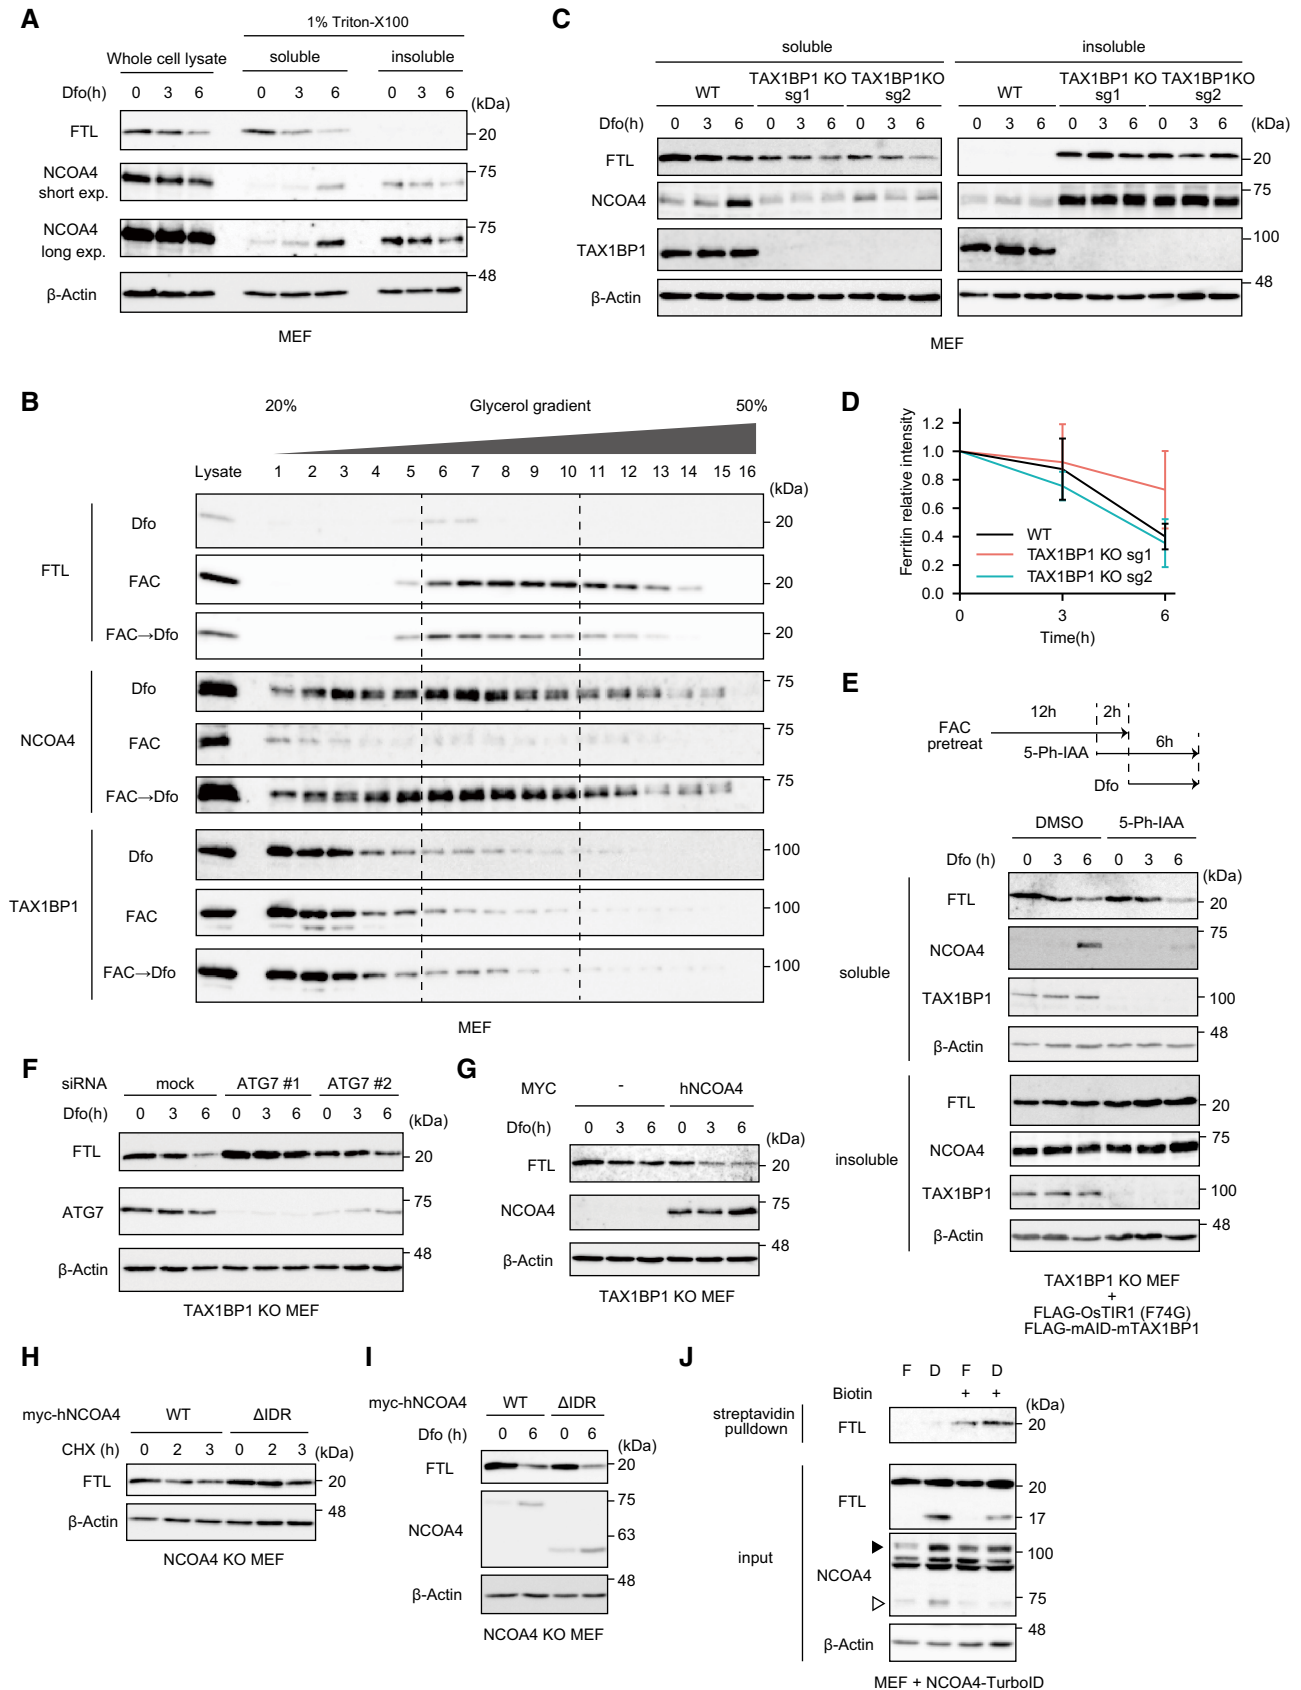 A
1% Triton-X100
Whole cell lysate
soluble
insoluble
Dfo(h) 0 3 6 0 3 6 0 3 6
(kDa)
FTL
20
NCOA4
short exp.
75
NCOA4
long exp.
75
β-Actin
48
MEF
C
soluble
insoluble
WT
TAX1BP1 KO
sg1
TAX1BP1KO
sg2
WT
TAX1BP1 KO
sg1
TAX1BP1KO
sg2
Dfo(h) 0 3 6 0 3 6 0 3 6 0 3 6 0 3 6 0 3 6 (kDa)
FTL
20
NCOA4
75
TAX1BP1
100
β-Actin
48
MEF
B
20%
Glycerol gradient
50%
Lysate 1 2 3 4 5 6 7 8 9 10 11 12 13 14 15 16
(kDa)
FTL
Dfo
20
FAC
20
FAC→Dfo
20
NCOA4
Dfo
75
FAC
75
FAC→Dfo
75
TAX1BP1
Dfo
100
FAC
100
FAC→Dfo
100
MEF
D
Ferritin relative intensity
1.2
1.0
0.8
0.6
0.4
0.2
0.0
WT
TAX1BP1 KO sg1
TAX1BP1 KO sg2
0 3 6
Time(h)
E
12h
2h
FAC
pretreat
5-Ph-IAA
6h
Dfo
DMSO
5-Ph-IAA
Dfo (h) 0 3 6 0 3 6
(kDa)
soluble
FTL
20
NCOA4
75
TAX1BP1
100
β-Actin
48
insoluble
FTL
20
NCOA4
75
TAX1BP1
100
β-Actin
48
TAX1BP1 KO MEF
+
FLAG-OsTIR1 (F74G)
FLAG-mAID-mTAX1BP1
F
siRNA
mock
ATG7 #1
ATG7 #2
Dfo(h) 0 3 6 0 3 6 0 3 6
(kDa)
FTL
20
ATG7
75
β-Actin
48
TAX1BP1 KO MEF
G
MYC
-
hNCOA4
Dfo(h) 0 3 6 0 3 6
(kDa)
FTL
20
NCOA4
75
β-Actin
48
TAX1BP1 KO MEF
H
myc-hNCOA4
WT
ΔIDR
CHX (h) 0 2 3 0 2 3
(kDa)
FTL
20
β-Actin
48
NCOA4 KO MEF
I
myc-hNCOA4
WT
ΔIDR
Dfo (h) 0 6 0 6
(kDa)
FTL
20
NCOA4
75
63
β-Actin
48
NCOA4 KO MEF
J
F D F D
Biotin + +
(kDa)
streptavidin
pulldown
FTL
20
input
FTL
20
17
NCOA4
100
75
β-Actin
48
MEF + NCOA4-TurboID